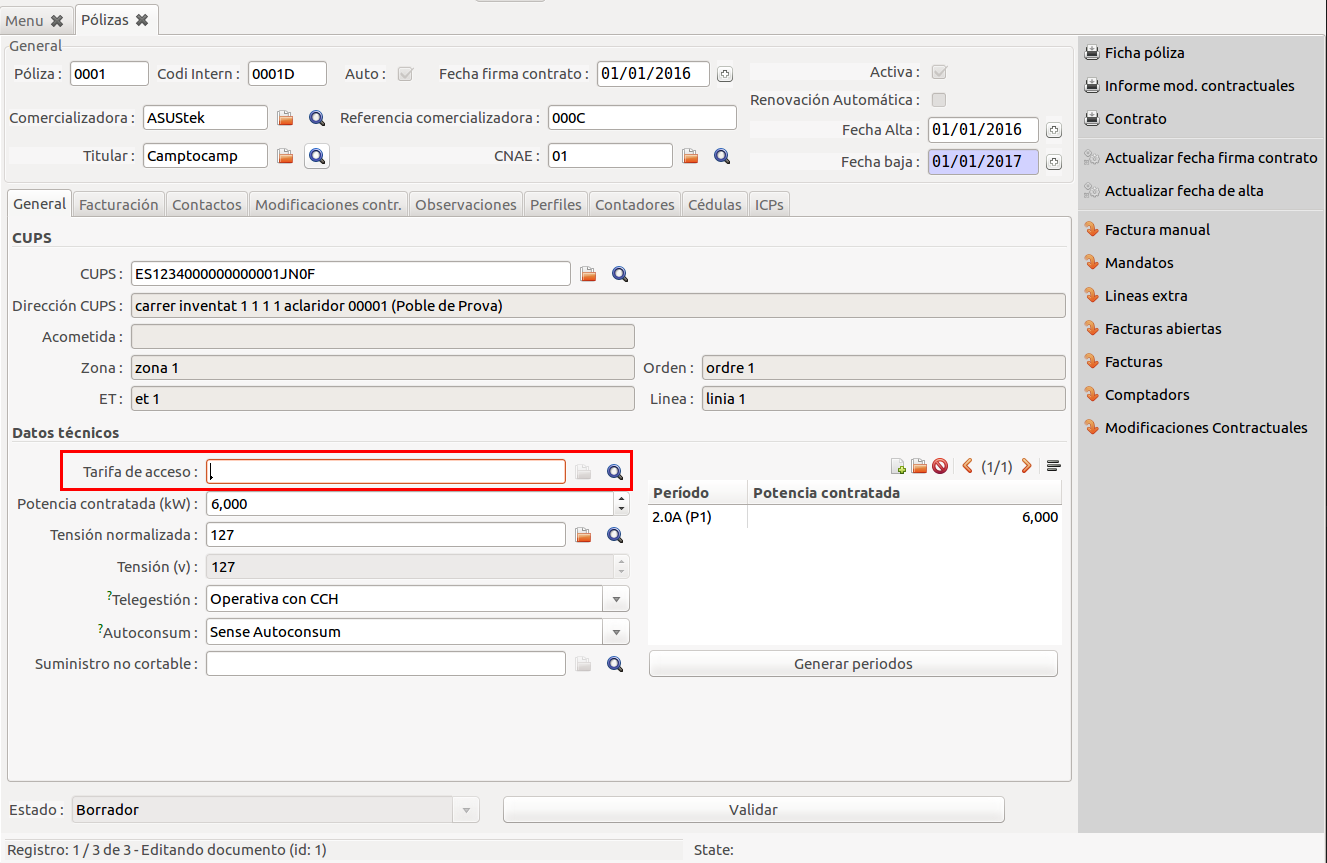 Menu Pólizas
General
Póliza : 0001 Codi Intern : 0001D Auto : Fecha firma contrato : 01/01/2016 Activa :
Renovación Automática :
Comercializadora : ASUStek Referencia comercializadora : 000C Fecha Alta : 01/01/2016
Titular : Camptocamp CNAE : 01 Fecha baja : 01/01/2017
General Facturación Contactos Modificaciones contr. Observaciones Perfiles Contadores Cédulas ICPs
CUPS
CUPS : ES1234000000000001JN0F
Dirección CUPS : carrer inventat 1 1 1 1 aclaridor 00001 (Poble de Prova)
Acometida :
Zona : zona 1 Orden : ordre 1
ET : et 1 Linea : linia 1
Datos técnicos
Tarifa de acceso : (1/1)
Potencia contratada (kW) : 6,000
Período Potencia contratada
2.0A (P1) 6,000
Tensión normalizada : 127
Tensión (v) : 127
?Telegestión : Operativa con CCH
?Autoconsum : Sense Autoconsum
Suministro no cortable : Generar periodos
Estado : Borrador Validar
Registro: 1 / 3 de 3 - Editando documento (id: 1) State:
Ficha póliza
Informe mod. contractuales
Contrato
Actualizar fecha firma contrato
Actualizar fecha de alta
Factura manual
Mandatos
Lineas extra
Facturas abiertas
Facturas
Comptadors
Modificaciones Contractuales